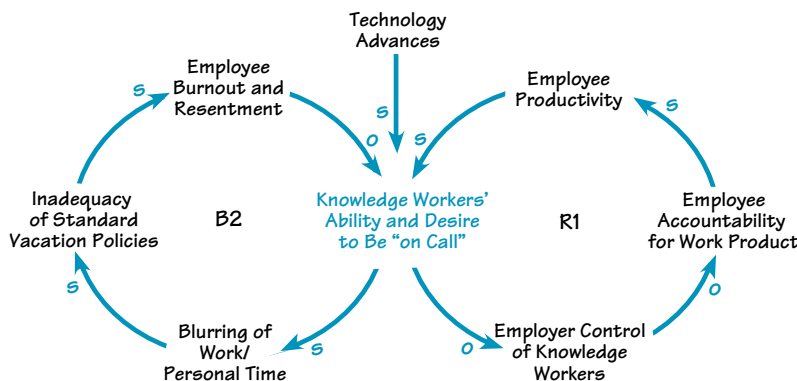 Technology
Advances
Employee
Burnout and
Resentment
Employee
Productivity
S
S
O
S
S
Inadequacy
of Standard
Vacation Policies
B2
Knowledge Workers’
Ability and Desire
to Be “on Call”
R1
Employee
Accountability
for Work Product
S
O
Blurring of
Work/
Personal Time
S
O
Employer Control
of Knowledge
Workers